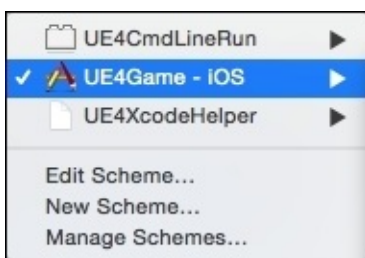 UE4CmdLineRun
UE4Game - iOS
UE4XcodeHelper
Edit Scheme...
New Scheme...
Manage Schemes...